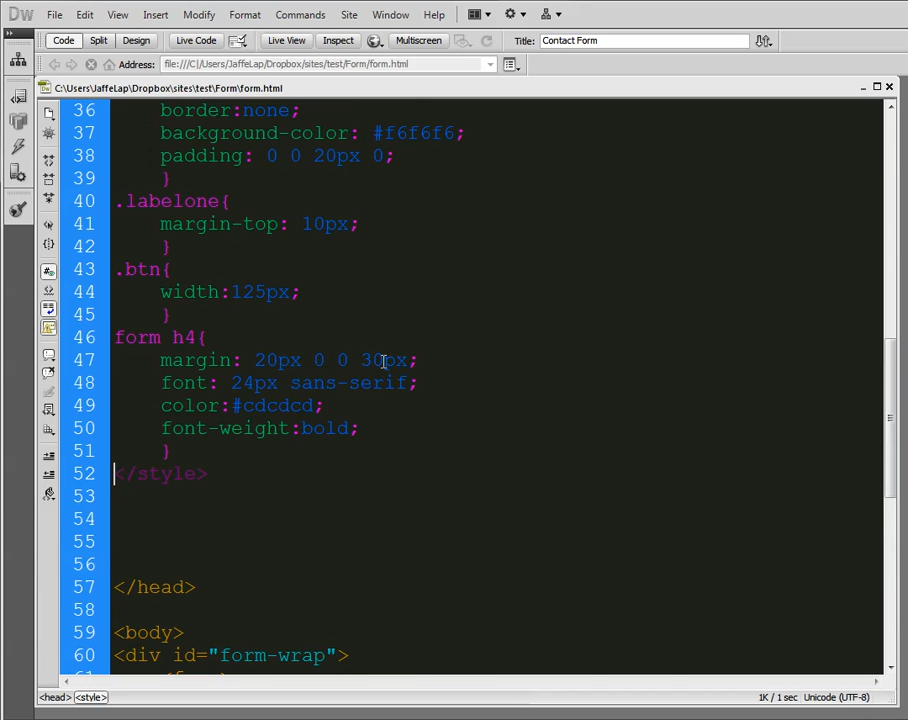 Dw File Edit View Insert Modify Format Commands Site Window Help
Code Split Design Live Code Live View Inspect Multiscreen Title: Contact Form
Address: file:///C|/Users/JaffeLap/Dropbox/sites/test/Form/form.html
C:\Users\JaffeLap\Dropbox\sites\test\Form\form.html
36 border:none;
37 background-color: #f6f6f6;
38 padding: 0 0 20px 0;
39 }
40 .labelone{
41 margin-top: 10px;
42 }
43 .btn{
44 width:125px;
45 }
46 form h4{
47 margin: 20px 0 0 30px;
48 font: 24px sans-serif;
49 color:#cdcdcd;
50 font-weight:bold;
51 }
52 </style>
53
54
55
56
57 </head>
58
59 <body>
60 <div id="form-wrap">
<head> <style> 1K / 1 sec Unicode (UTF-8)